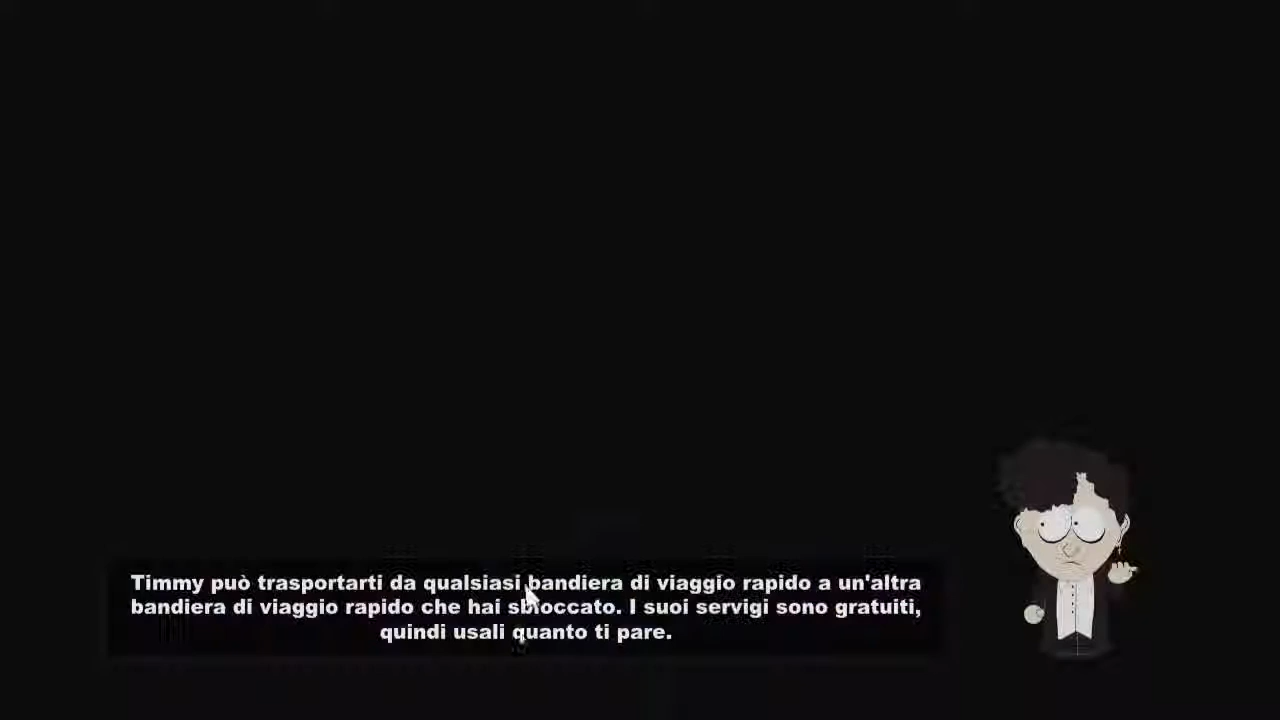 Timmy può trasportarti da qualsiasi bandiera di viaggio rapido a un'altra
bandiera di viaggio rapido che hai sbloccato. I suoi servigi sono gratuiti,
quindi usali quanto ti pare.